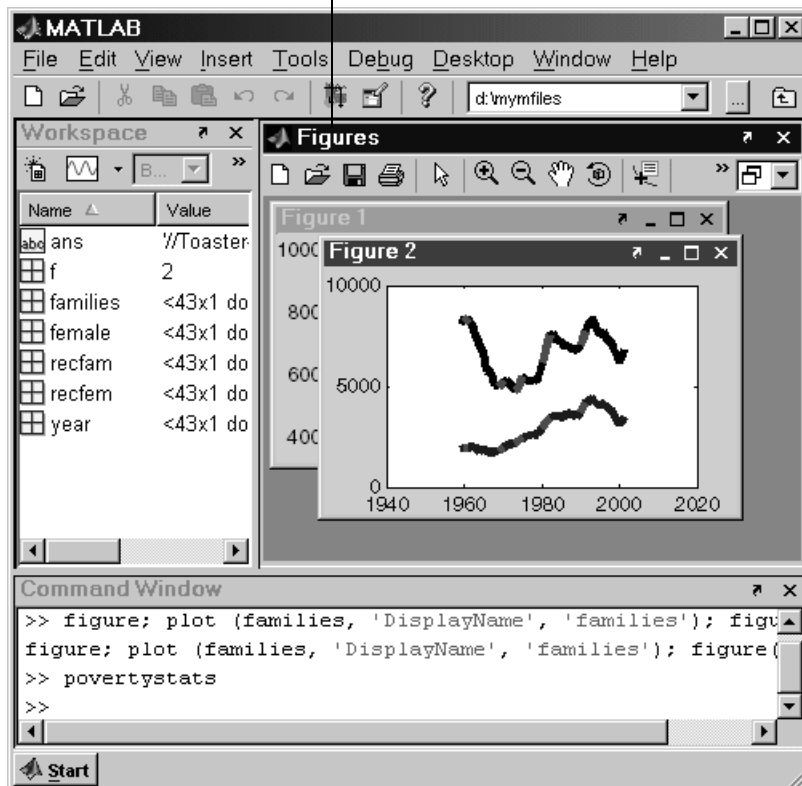 MATLAB
File Edit View Insert Tools Debug Desktop Window Help
? d:\mymfiles ...
Workspace
B...
»
Name Value
abc ans '//Toaster-
f 2
families <43x1 do
female <43x1 do
recfam <43x1 do
recfem <43x1 do
year <43x1 do
Figures
»
Figure 1
1000
800
600
400
Figure 2
10000
5000
0
1940 1960 1980 2000 2020
Command Window
>> figure; plot (families, 'DisplayName', 'families'); figu
figure; plot (families, 'DisplayName', 'families'); figure(
>> povertystats
>>
Start